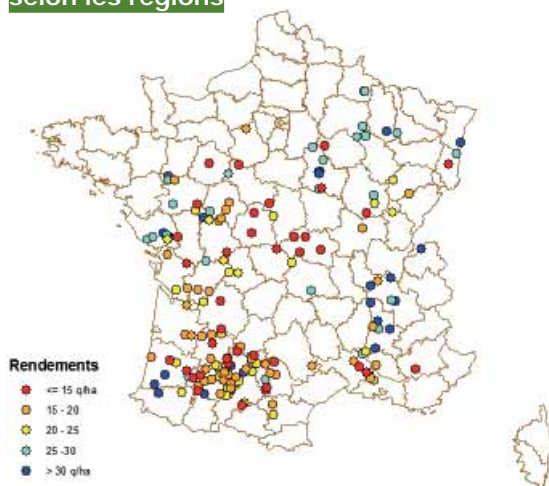 selon les régions
Rendements
<= 15 q/ha
15 - 20
20 - 25
25 -30
> 30 q/ha